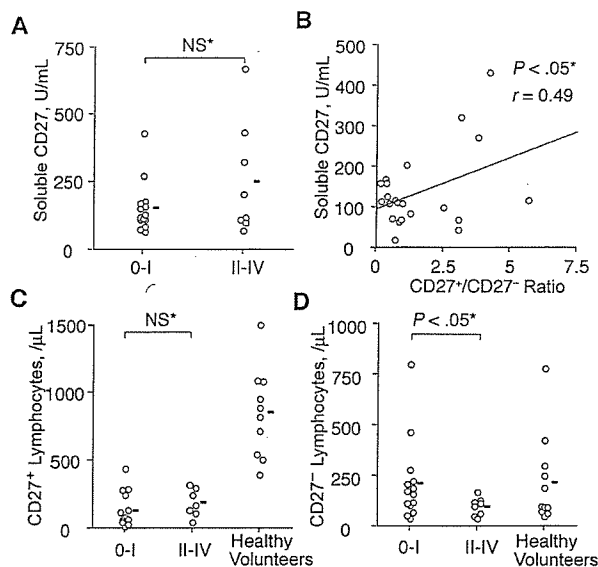 A
Soluble CD27, U/mL
750
500
250
0
NS*
0-I
II-IV
B
Soluble CD27, U/mL
500
400
300
200
100
0
P < .05*
r = 0.49
0
2.5
5.0
7.5
CD27+/CD27− Ratio
C
CD27+ Lymphocytes, /μL
1500
1000
500
0
NS*
0-I
II-IV
Healthy
Volunteers
D
CD27− Lymphocytes, /μL
1000
750
500
250
0
P < .05*
0-I
II-IV
Healthy
Volunteers